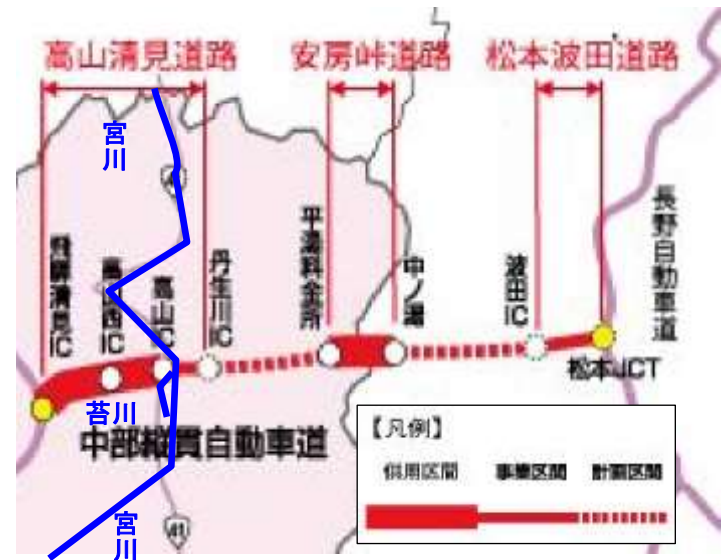 高山清見道路
安房峠道路
松本波田道路
宮川
41
飛騨清見IC
高山西IC
高山IC
丹生川IC
平湯料金所
中ノ湯
波田IC
長野自動車道
松本JCT
苔川
中部縦貫自動車道
【凡例】
供用区間
事業区間
計画区間
宮川
41